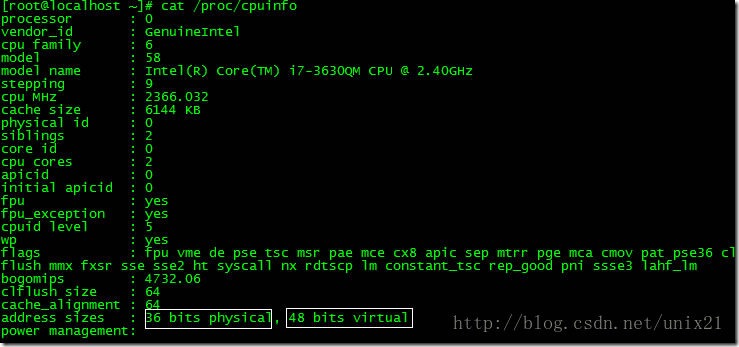 [root@localhost ~]# cat /proc/cpuinfo
processor : 0
vendor_id : GenuineIntel
cpu family : 6
model : 58
model name : Intel(R) Core(TM) i7-3630QM CPU @ 2.40GHz
stepping : 9
cpu MHz : 2366.032
cache size : 6144 KB
physical id : 0
siblings : 2
core id : 0
cpu cores : 2
apicid : 0
initial apicid : 0
fpu : yes
fpu_exception : yes
cpuid level : 5
wp : yes
flags : fpu vme de pse tsc msr pae mce cx8 apic sep mtrr pge mca cmov pat pse36 cl
flush mmx fxsr sse sse2 ht syscall nx rdtscp lm constant_tsc rep_good pni ssse3 lahf_lm
bogomips : 4732.06
clflush size : 64
cache_alignment : 64
address sizes : 36 bits physical, 48 bits virtual
power management:
http://blog.csdn.net/unix21